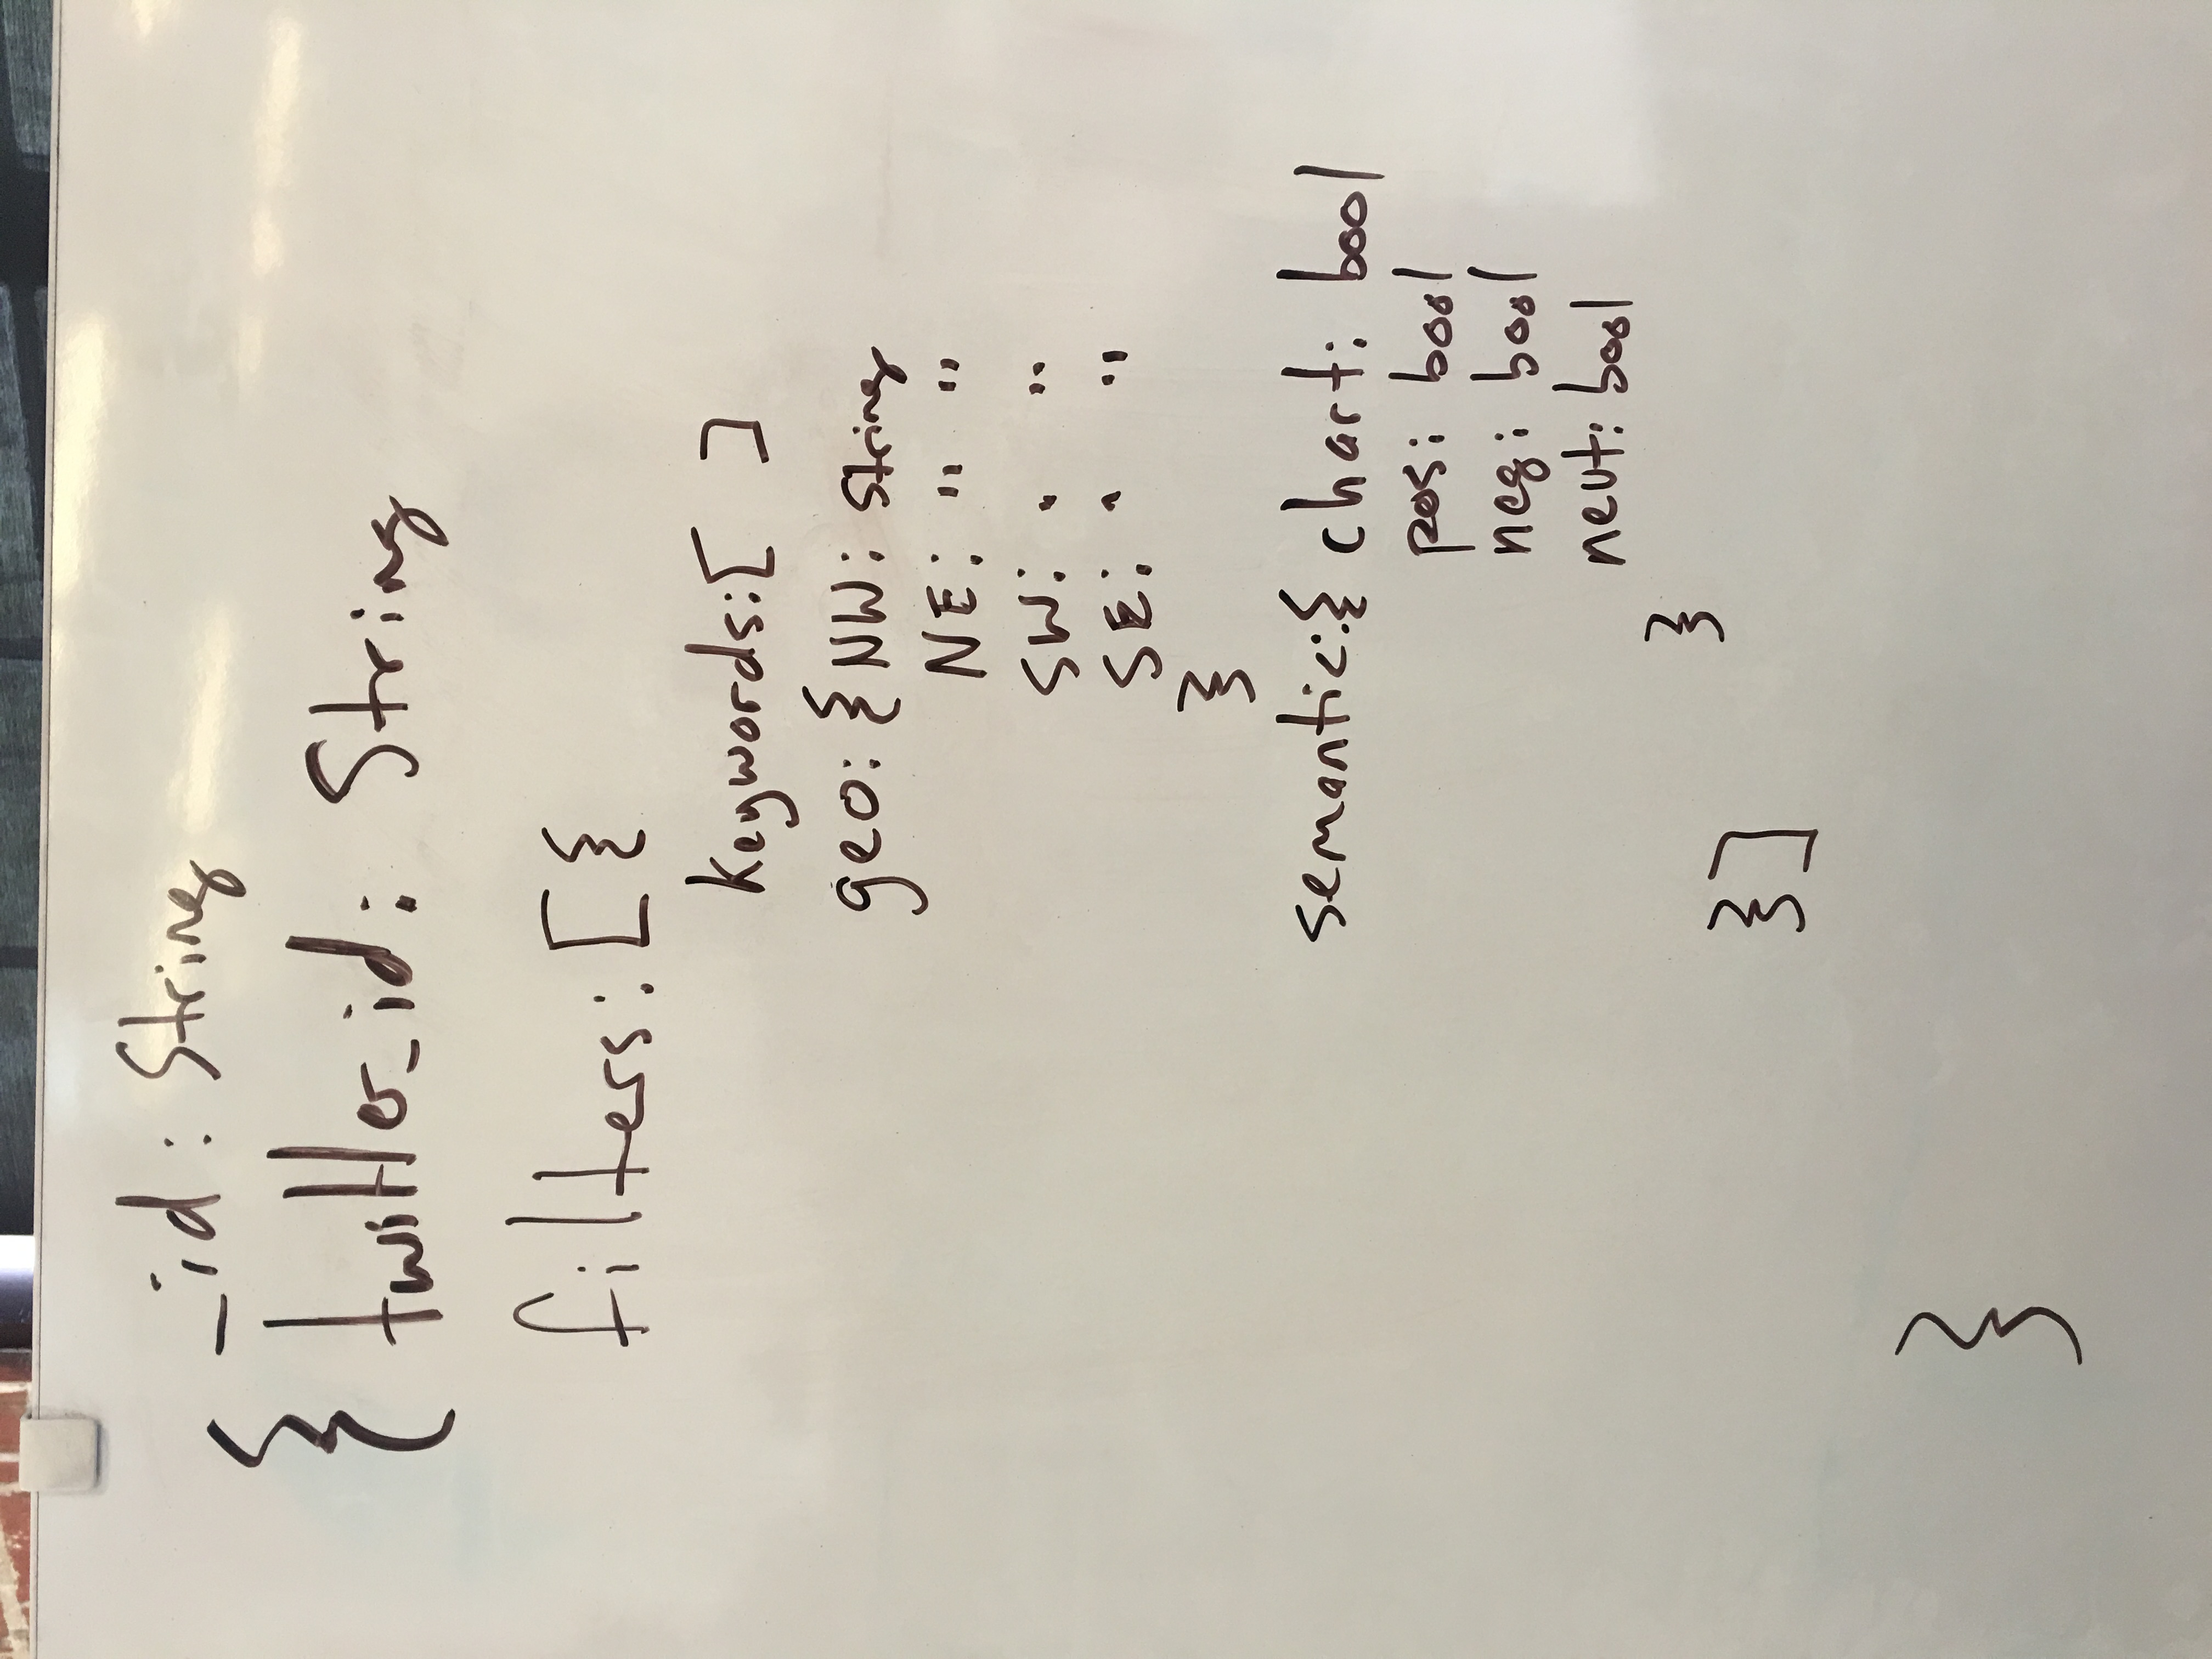 _id: String
{ twitter_id: String
filters: [{
keywords: [ ]
geo: { NW: String
NE: " "
SW: " "
SE: " "
}
semantic: { chart: bool
pos: bool
neg: bool
neut: bool
}
}]
}